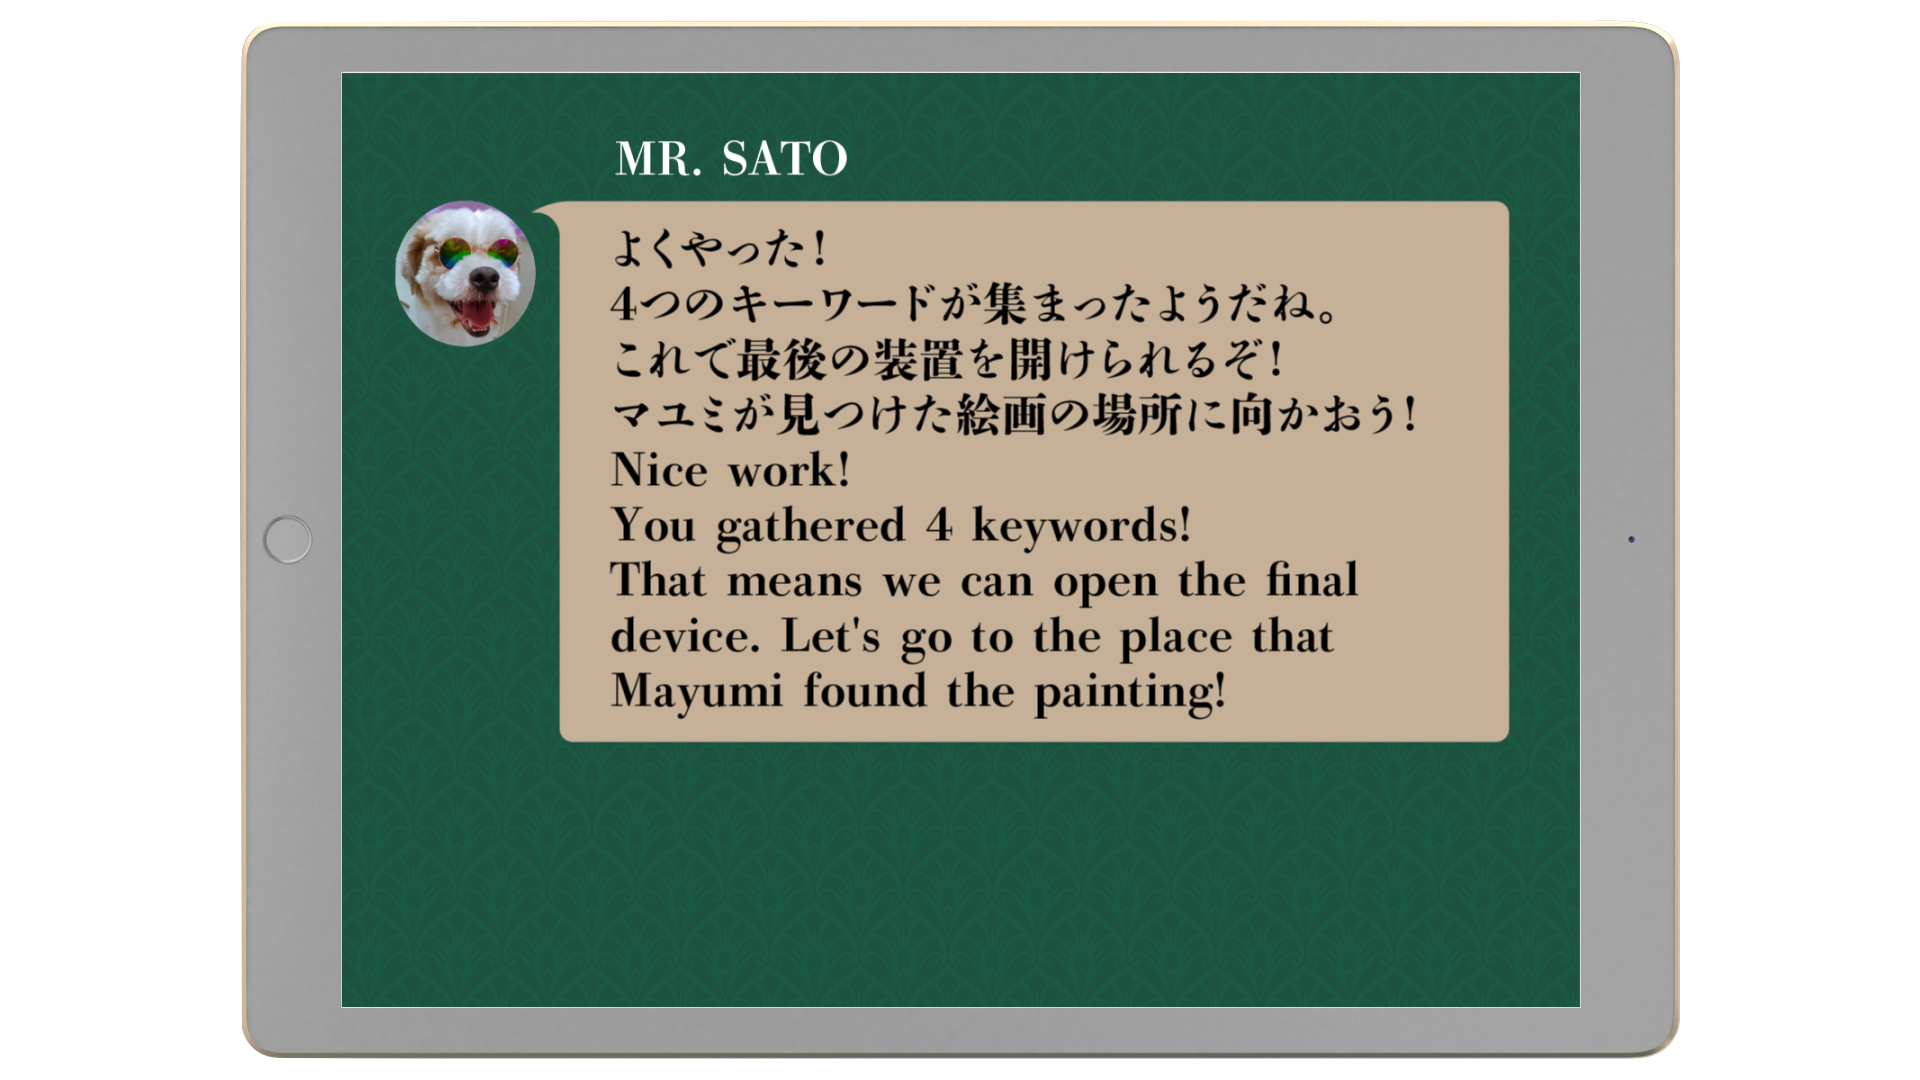 MR. SATO
よくやった！
4つのキーワードが集まったようだね。
これで最後の装置を開けられるぞ！
マユミが見つけた絵画の場所に向かおう！
Nice work!
You gathered 4 keywords!
That means we can open the final
device. Let's go to the place that
Mayumi found the painting!